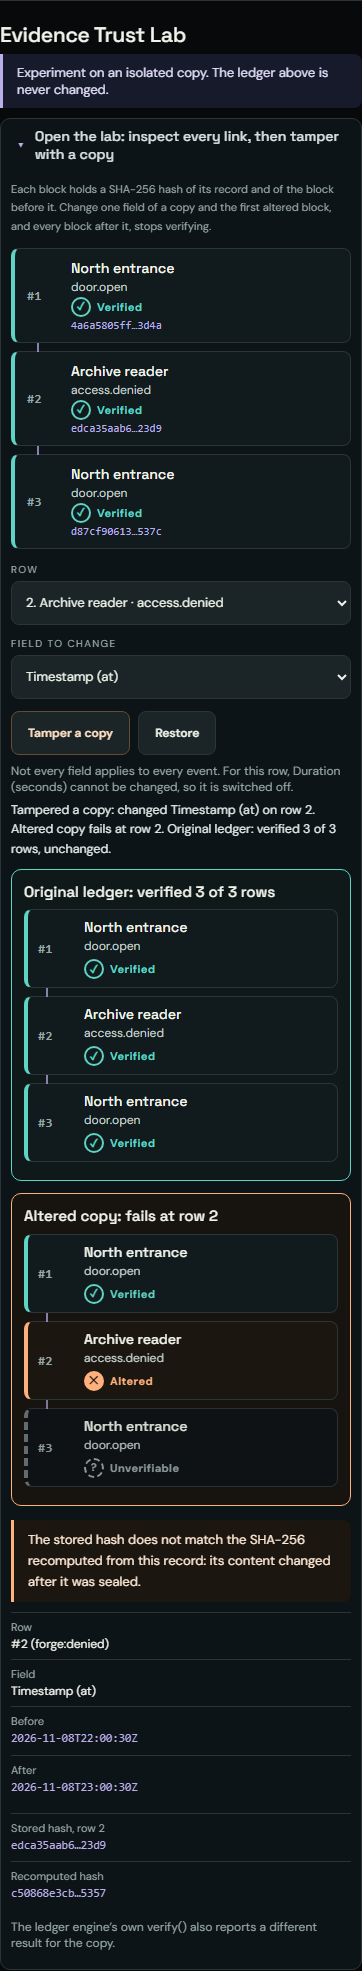 Evidence Trust Lab
Experiment on an isolated copy. The ledger above is
never changed.
Open the lab: inspect every link, then tamper
with a copy
Each block holds a SHA-256 hash of its record and of the block
before it. Change one field of a copy and the first altered block,
and every block after it, stops verifying.
North entrance
#1
door.open
Verified
4a6a5805ff…3d4a
Archive reader
#2
access.denied
Verified
edca35aab6…23d9
North entrance
#3
door.open
Verified
d87cf90613…537c
ROW
2. Archive reader · access.denied
FIELD TO CHANGE
Timestamp (at)
Tamper a copy
Restore
Not every field applies to every event. For this row, Duration
(seconds) cannot be changed, so it is switched off.
Tampered a copy: changed Timestamp (at) on row 2.
Altered copy fails at row 2. Original ledger: verified 3 of 3
rows, unchanged.
Original ledger: verified 3 of 3 rows
North entrance
#1
door.open
Verified
Archive reader
#2
access.denied
Verified
North entrance
#3
door.open
Verified
Altered copy: fails at row 2
North entrance
#1
door.open
Verified
Archive reader
#2
access.denied
Altered
North entrance
#3
door.open
Unverifiable
The stored hash does not match the SHA-256
recomputed from this record: its content changed
after it was sealed.
Row
#2 (forge:denied)
Field
Timestamp (at)
Before
2026-11-08T22:00:30Z
After
2026-11-08T23:00:30Z
Stored hash, row 2
edca35aab6…23d9
Recomputed hash
c50868e3cb…5357
The ledger engine's own verify() also reports a different
result for the copy.